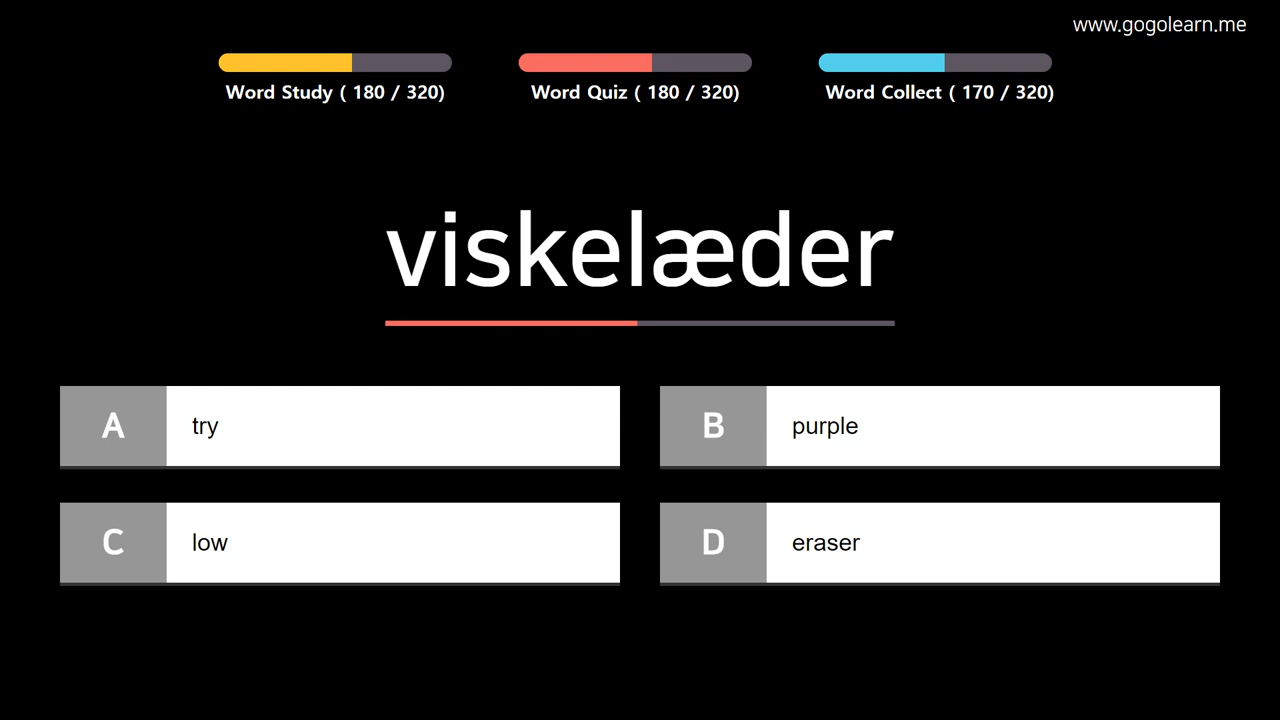 www.gogolearn.me
Word Study ( 180 / 320)
Word Quiz ( 180 / 320)
Word Collect ( 170 / 320)
viskelæder
A try
B purple
C low
D eraser